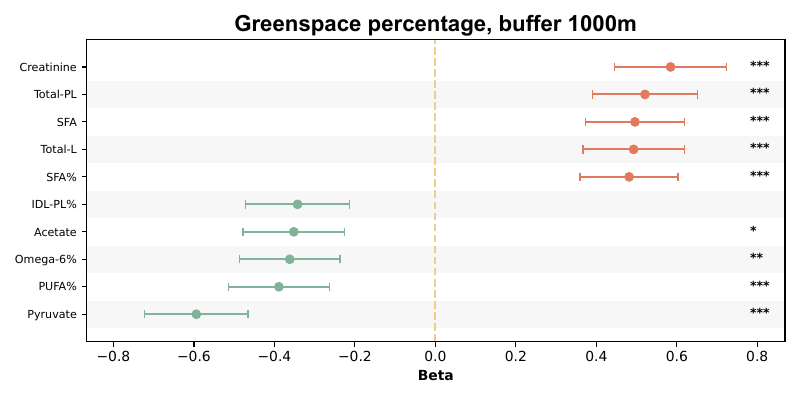 Greenspace percentage, buffer 1000m
Creatinine ***
Total-PL ***
SFA ***
Total-L ***
SFA% ***
IDL-PL%
Acetate *
Omega-6% **
PUFA% ***
Pyruvate ***
−0.8 −0.6 −0.4 −0.2 0.0 0.2 0.4 0.6 0.8
Beta